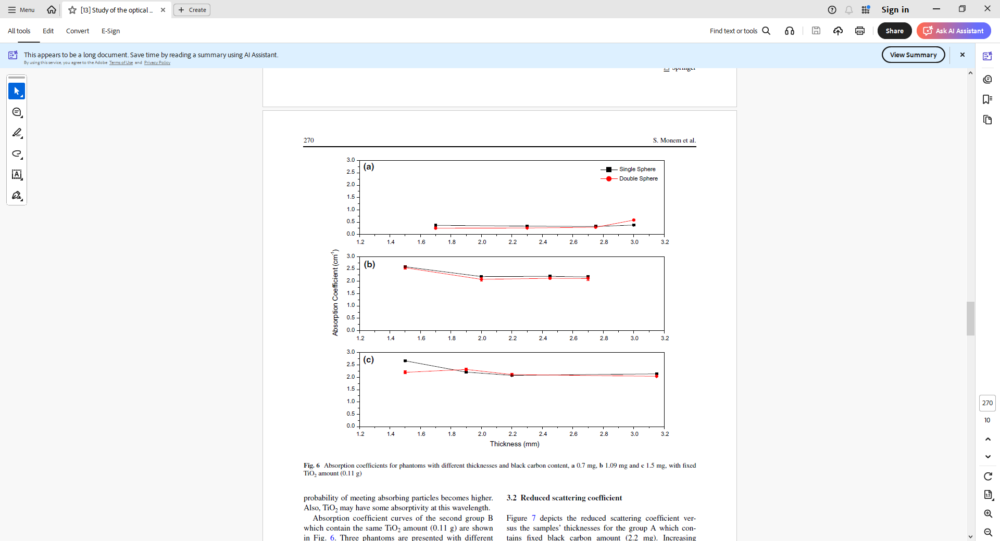 Menu
[13] Study of the optical ...
Create
Sign in
All tools
Edit
Convert
E-Sign
Find text or tools
Share
Ask AI Assistant
This appears to be a long document. Save time by reading a summary using AI Assistant.
By using this service, you agree to the Adobe Terms of Use and Privacy Policy
View Summary
Springer
270
S. Monem et al.
(a)
Single Sphere
Double Sphere
3.0
2.5
2.0
1.5
1.0
0.5
0.0
1.2 1.4 1.6 1.8 2.0 2.2 2.4 2.6 2.8 3.0 3.2
Absorption Coefficient (cm⁻¹)
(b)
3.0
2.5
2.0
1.5
1.0
0.5
0.0
1.2 1.4 1.6 1.8 2.0 2.2 2.4 2.6 2.8 3.0 3.2
(c)
3.0
2.5
2.0
1.5
1.0
0.5
0.0
1.2 1.4 1.6 1.8 2.0 2.2 2.4 2.6 2.8 3.0 3.2
Thickness (mm)
Fig. 6 Absorption coefficients for phantoms with different thicknesses and black carbon content, a 0.7 mg, b 1.09 mg and c 1.5 mg, with fixed
TiO₂ amount (0.11 g)
probability of meeting absorbing particles becomes higher.
Also, TiO₂ may have some absorptivity at this wavelength.
Absorption coefficient curves of the second group B
which contain the same TiO₂ amount (0.11 g) are shown
in Fig. 6. Three phantoms are presented with different
3.2 Reduced scattering coefficient
Figure 7 depicts the reduced scattering coefficient ver-
sus the samples' thicknesses for the group A which con-
tains fixed black carbon amount (2.2 mg). Increasing
270
10
1:1